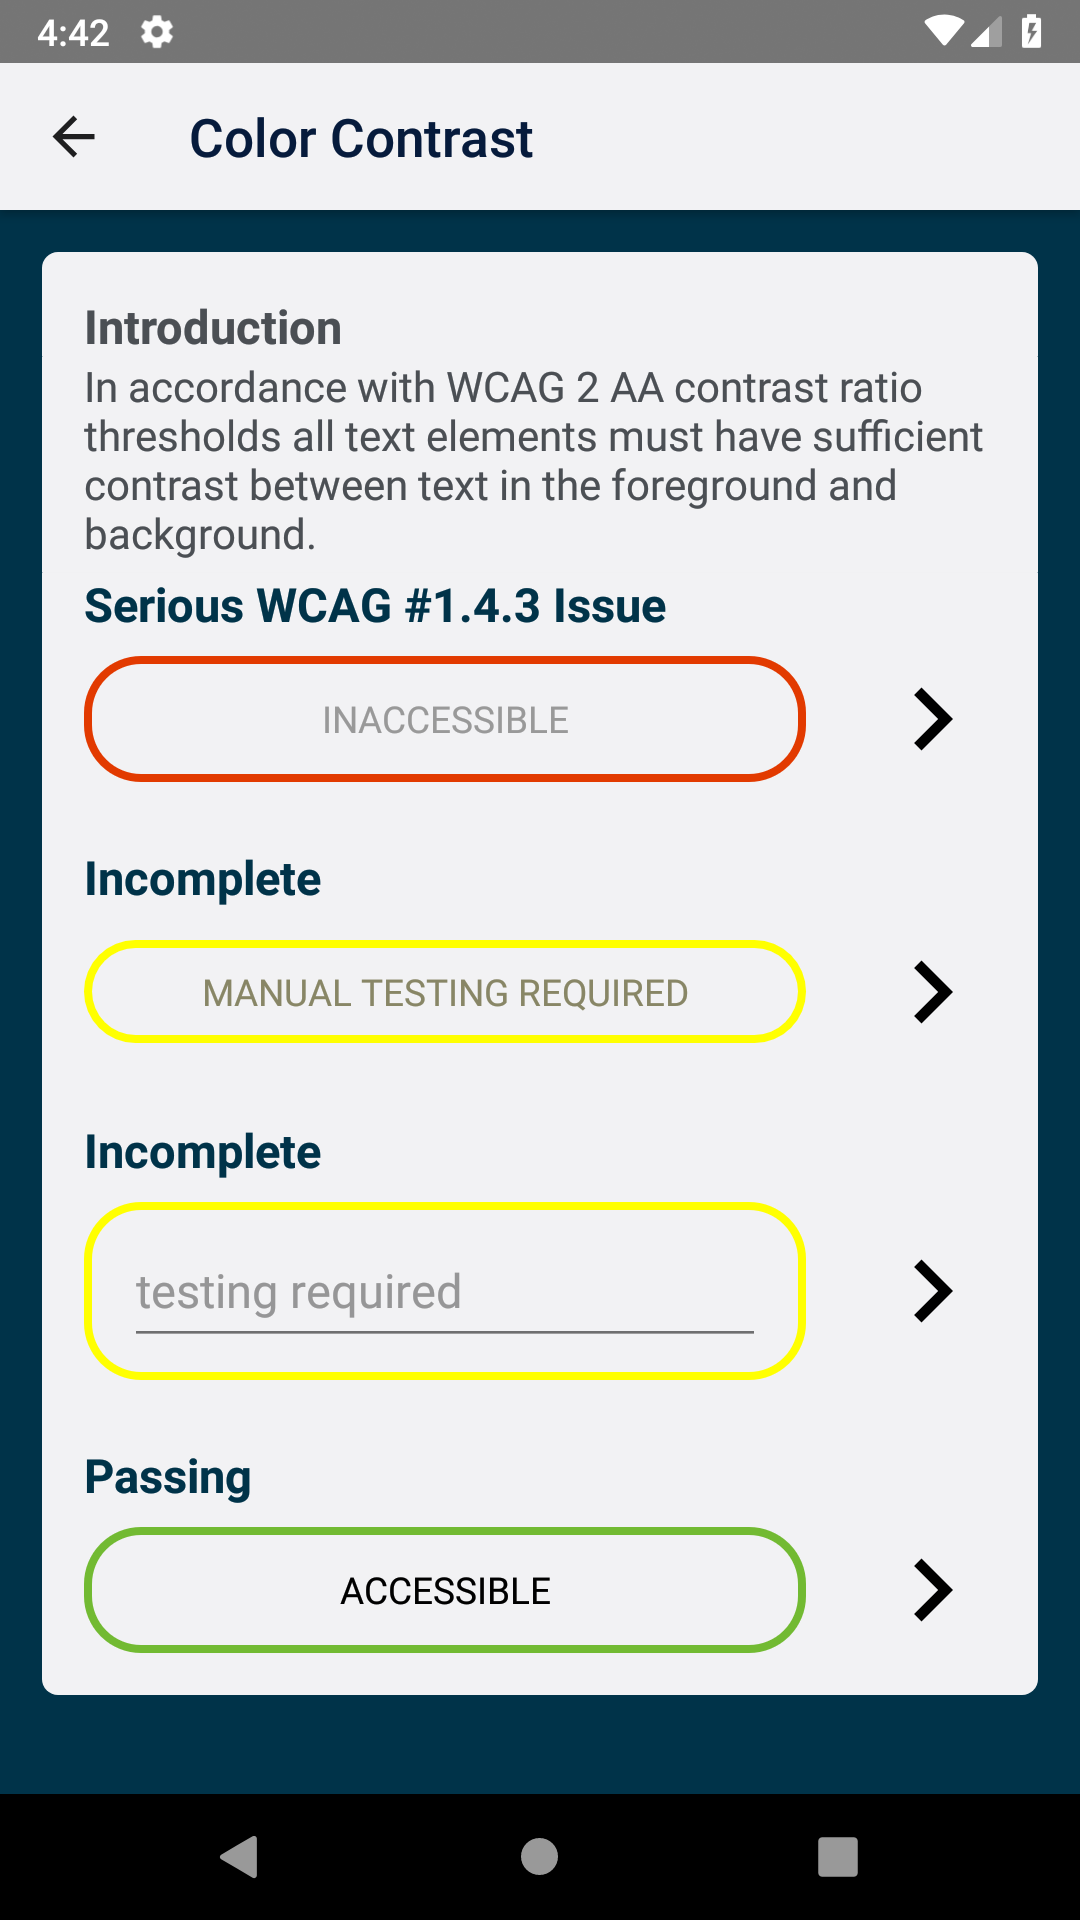 4:42
Color Contrast
Introduction
In accordance with WCAG 2 AA contrast ratio
thresholds all text elements must have sufficient
contrast between text in the foreground and
background.
Serious WCAG #1.4.3 Issue
INACCESSIBLE
Incomplete
MANUAL TESTING REQUIRED
Incomplete
testing required
Passing
ACCESSIBLE